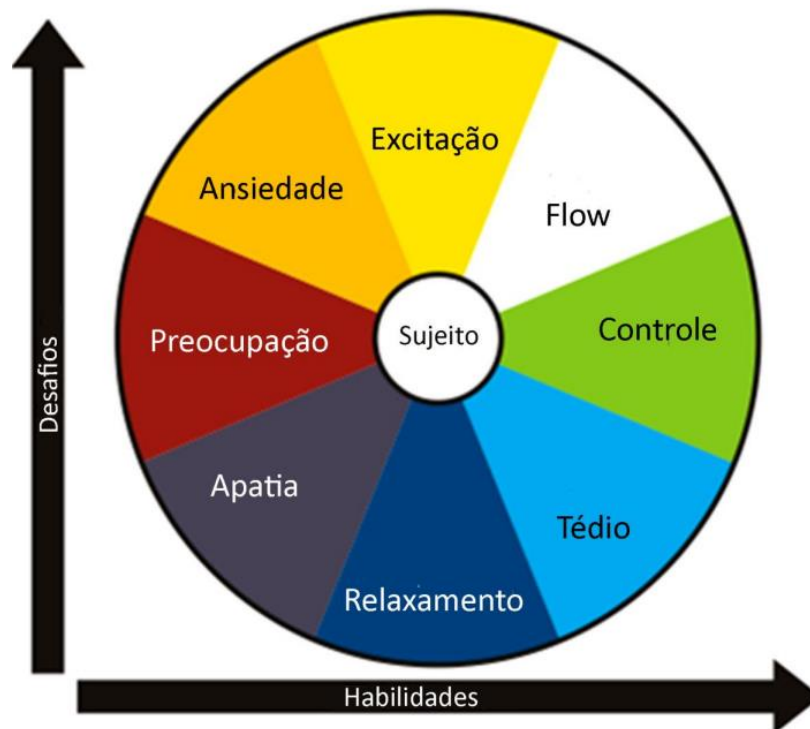 Excitação
Ansiedade
Flow
Preocupação
Sujeito
Controle
Desafios
Apatia
Tédio
Relaxamento
Habilidades